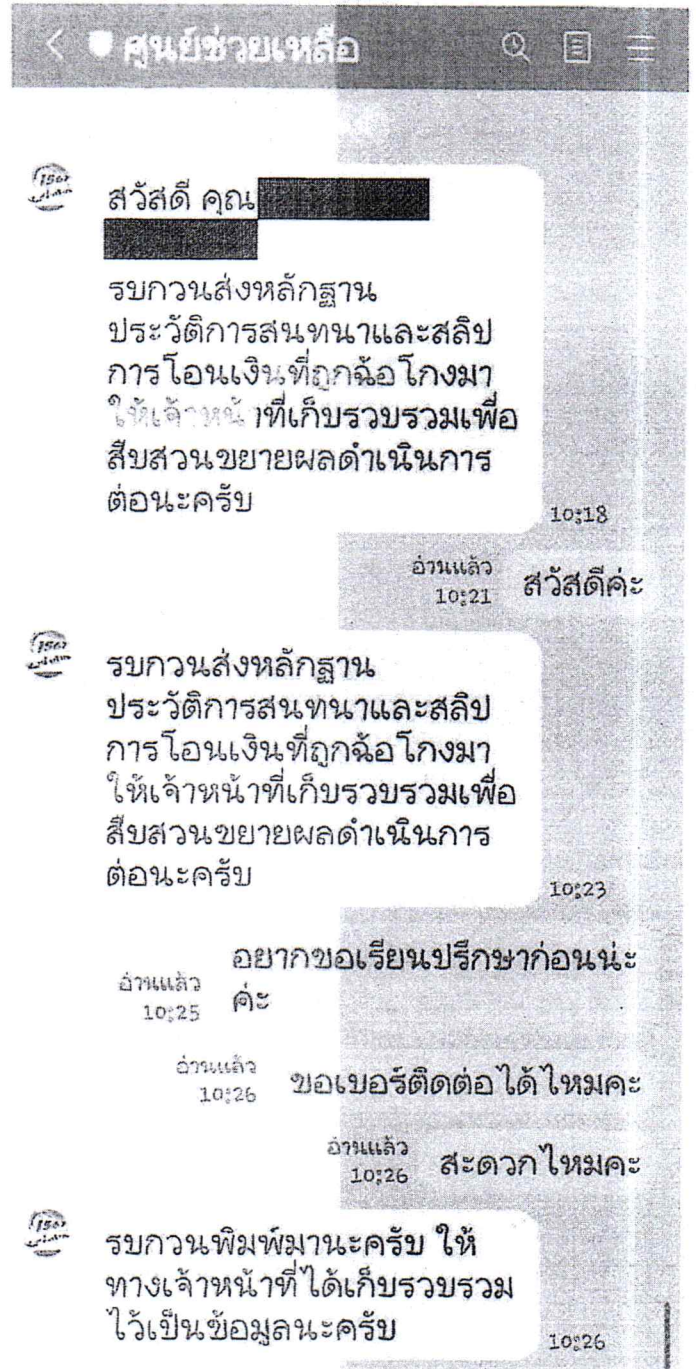 ศูนย์ช่วยเหลือ
สวัสดี คุณ
รบกวนส่งหลักฐาน
ประวัติการสนทนาและสลิป
การโอนเงินที่ถูกฉ้อโกงมา
ให้เจ้าหน้าที่เก็บรวบรวมเพื่อ
สืบสวนขยายผลดำเนินการ
ต่อนะครับ
10:18
อ่านแล้ว
10:21
สวัสดีค่ะ
รบกวนส่งหลักฐาน
ประวัติการสนทนาและสลิป
การโอนเงินที่ถูกฉ้อโกงมา
ให้เจ้าหน้าที่เก็บรวบรวมเพื่อ
สืบสวนขยายผลดำเนินการ
ต่อนะครับ
10:23
อยากขอเรียนปรึกษาก่อนน่ะ
ค่ะ
อ่านแล้ว
10:25
อ่านแล้ว
10:26
ขอเบอร์ติดต่อได้ไหมคะ
อ่านแล้ว
10:26
สะดวกไหมคะ
รบกวนพิมพ์มานะครับ ให้
ทางเจ้าหน้าที่ได้เก็บรวบรวม
ไว้เป็นข้อมูลนะครับ
10:26